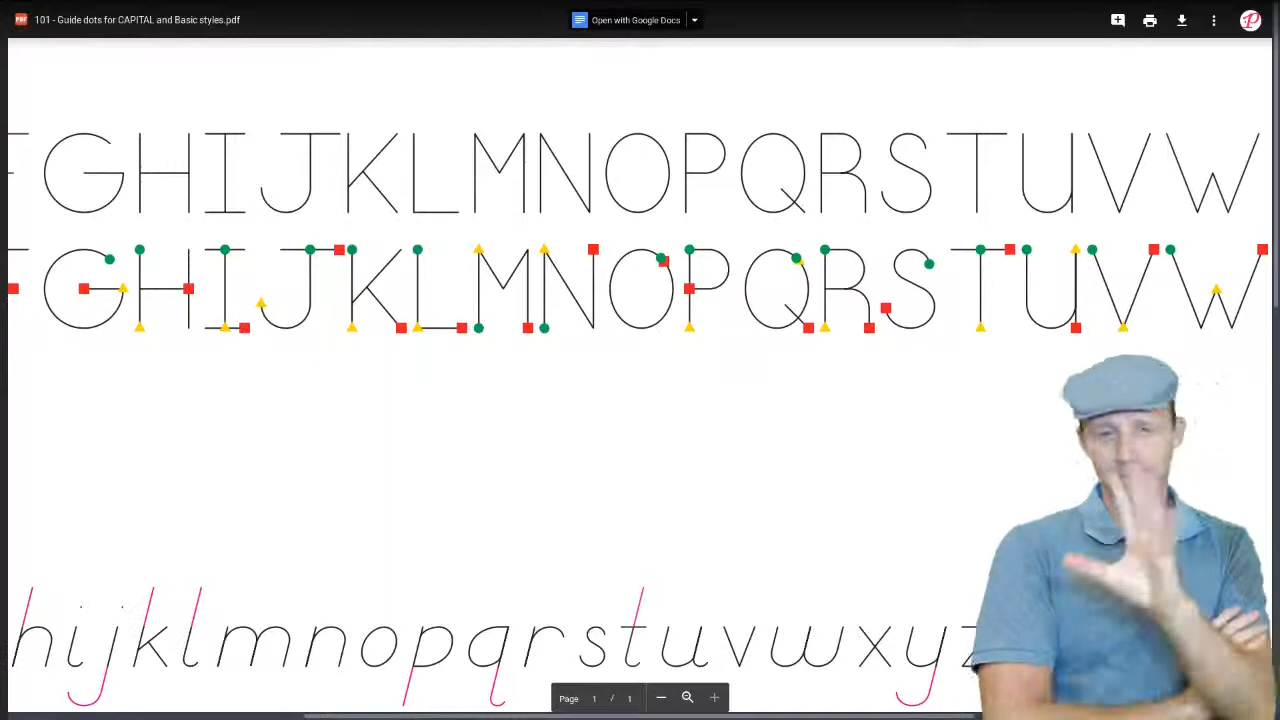 PDF 101 - Guide dots for CAPITAL and Basic styles.pdf
Open with Google Docs
GHIJKLMNOPQRSTUVW
GHIJKLMNOPQRSTUVW
hijklmnopqrstuvwxyz
Page 1 / 1